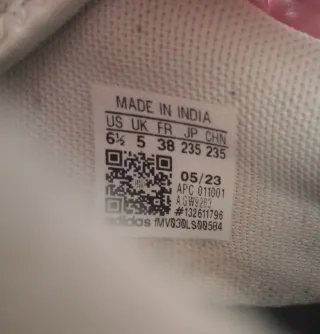 MADE IN INDIA
US UK FR JP CHN
6½ 5 38 235 235
05/23
APC 011001
#132611796
adidas